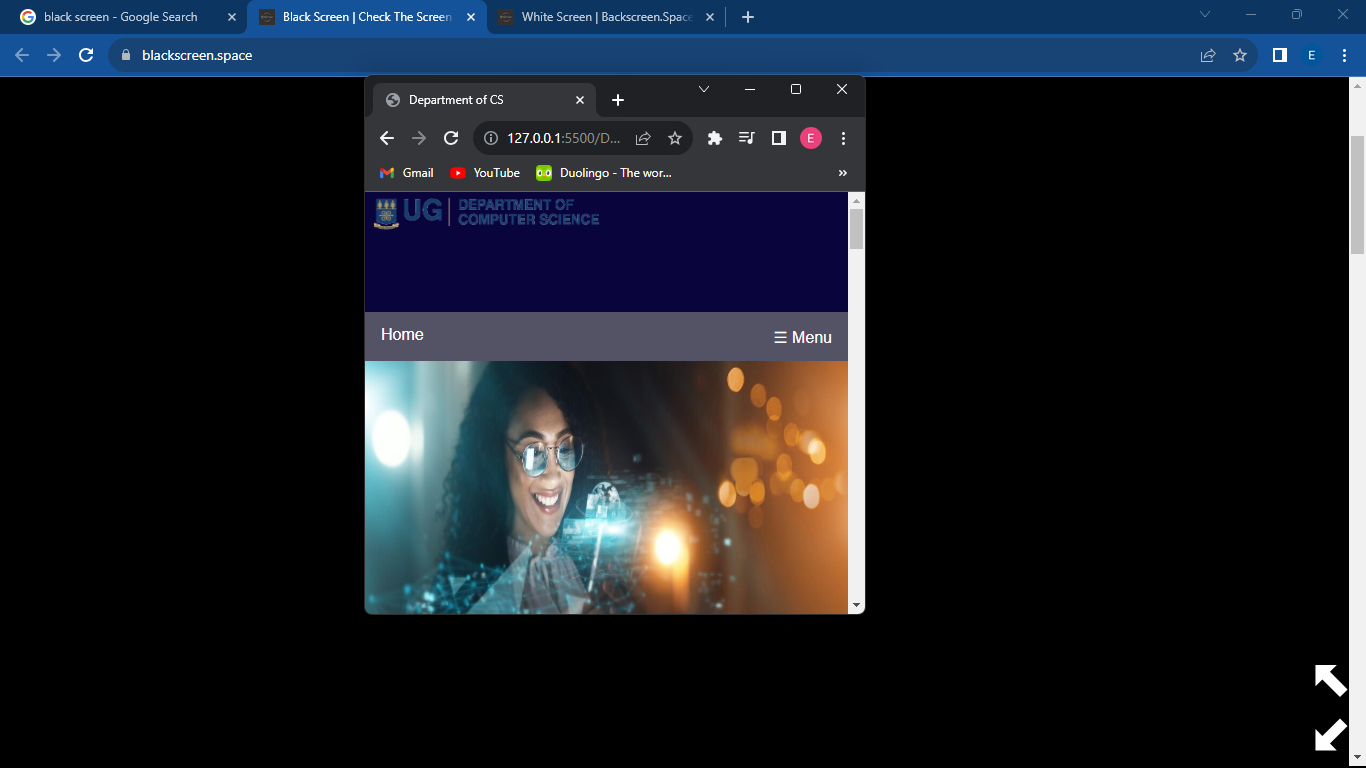 black screen - Google Search
Black Screen | Check The Screen
White Screen | Backscreen.Space
blackscreen.space
E
Department of CS
127.0.0.1:5500/D...
E
Gmail
YouTube
Duolingo - The wor...
»
UG
DEPARTMENT OF
COMPUTER SCIENCE
Home
☰ Menu